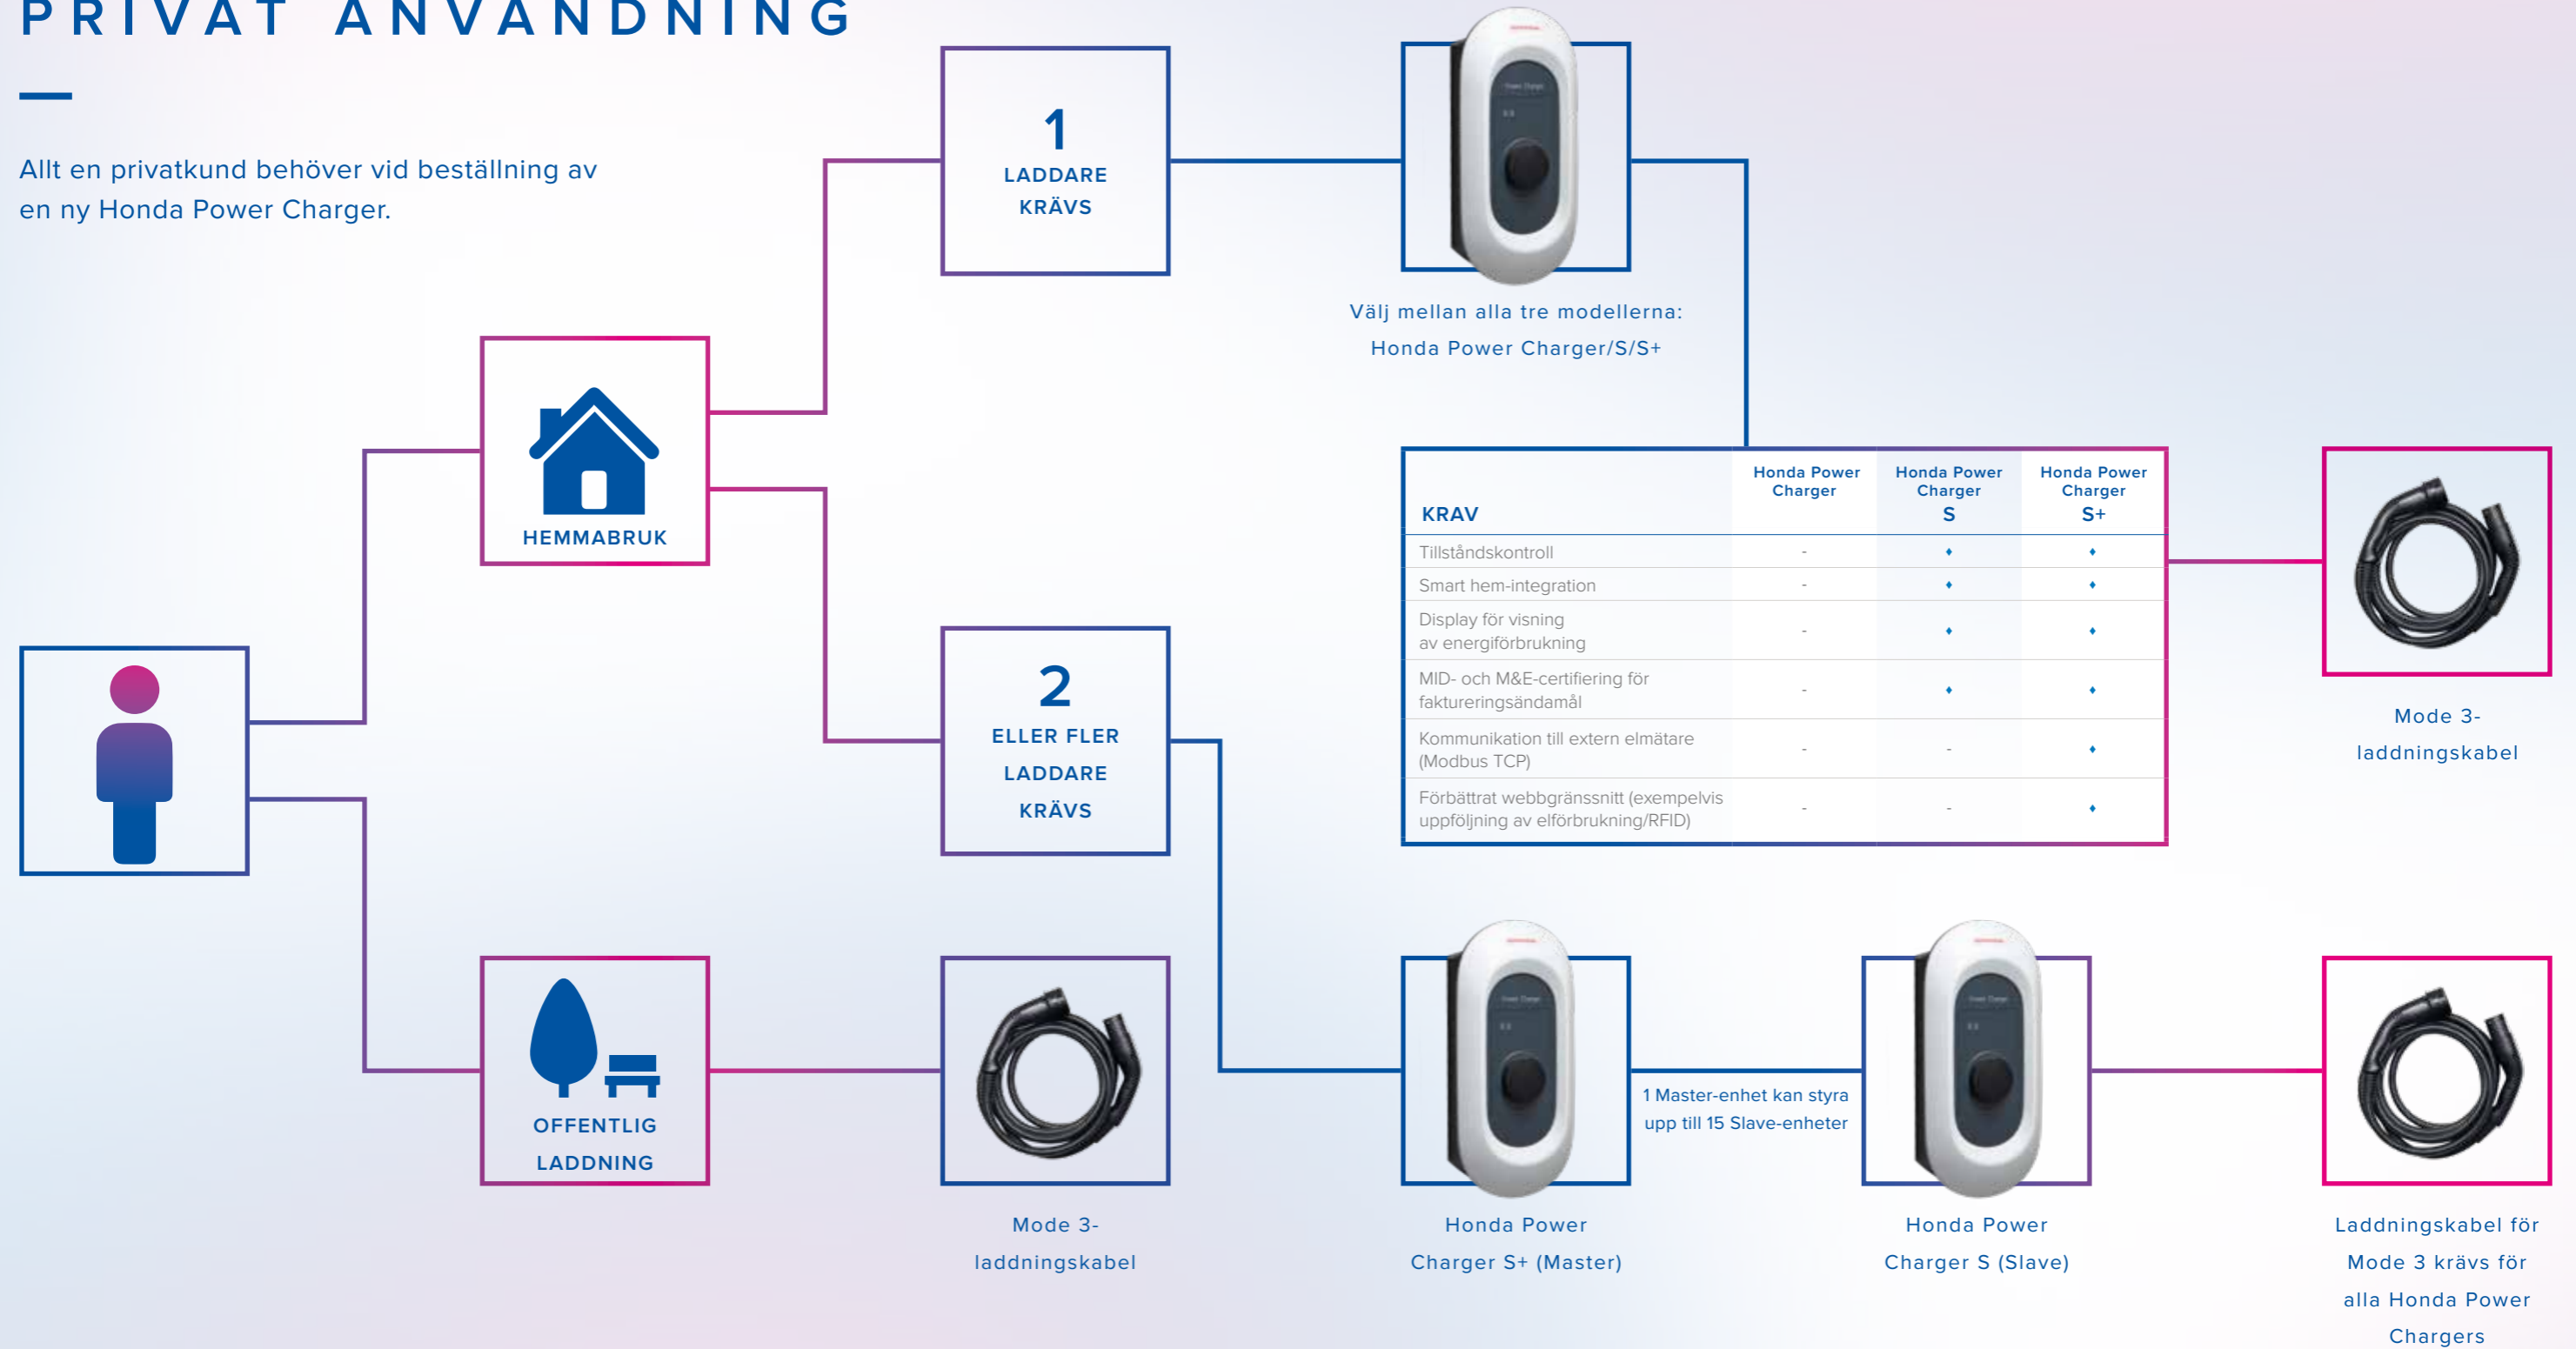 PRIVAT ANVÄNDNING
Allt en privatkund behöver vid beställning av
en ny Honda Power Charger.
1
LADDARE
KRÄVS
Välj mellan alla tre modellerna:
Honda Power Charger/S/S+
HEMMABRUK
2
ELLER FLER
LADDARE
KRÄVS
KRAV
Honda Power
Charger
Honda Power
Charger
S
Honda Power
Charger
S+
Tillståndskontroll - ♦ ♦
Smart hem-integration - ♦ ♦
Display för visning
av energiförbrukning - ♦ ♦
MID- och M&E-certifiering för
faktureringsändamål - ♦ ♦
Kommunikation till extern elmätare
(Modbus TCP) - - ♦
Förbättrat webbgränssnitt (exempelvis
uppföljning av elförbrukning/RFID) - - ♦
Mode 3-
laddningskabel
OFFENTLIG
LADDNING
Mode 3-
laddningskabel
Honda Power
Charger S+ (Master)
1 Master-enhet kan styra
upp till 15 Slave-enheter
Honda Power
Charger S (Slave)
Laddningskabel för
Mode 3 krävs för
alla Honda Power
Chargers